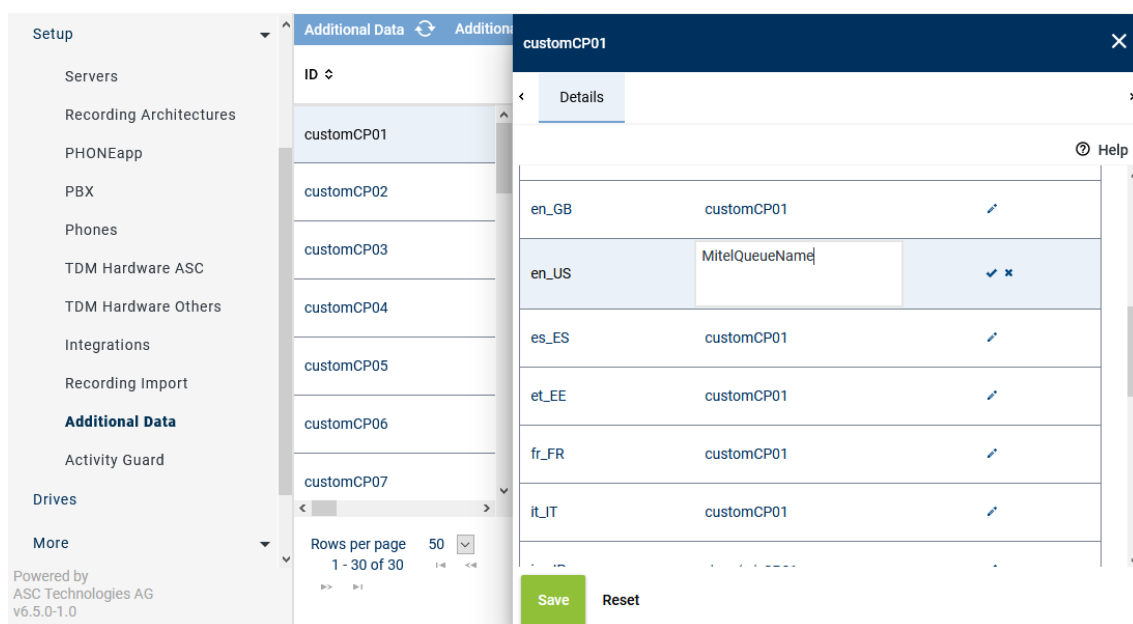 Setup
Servers
Recording Architectures
PHONEapp
PBX
Phones
TDM Hardware ASC
TDM Hardware Others
Integrations
Recording Import
Additional Data
Activity Guard
Drives
More
Powered by
ASC Technologies AG
v6.5.0-1.0
Additional Data Additiona
ID
customCP01
customCP02
customCP03
customCP04
customCP05
customCP06
customCP07
Rows per page 50
1 - 30 of 30
customCP01
Details
Help
en_GB customCP01
en_US MitelQueueName
es_ES customCP01
et_EE customCP01
fr_FR customCP01
it_IT customCP01
Save Reset